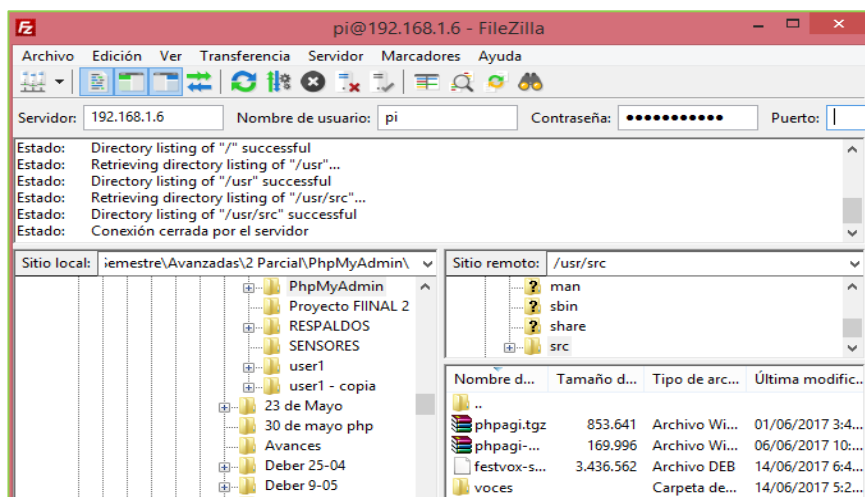 pi@192.168.1.6 - FileZilla
Archivo Edición Ver Transferencia Servidor Marcadores Ayuda
Servidor: 192.168.1.6 Nombre de usuario: pi Contraseña: ●●●●●●●●●●● Puerto:
Estado: Directory listing of "/" successful
Estado: Retrieving directory listing of "/usr"...
Estado: Directory listing of "/usr" successful
Estado: Retrieving directory listing of "/usr/src"...
Estado: Directory listing of "/usr/src" successful
Estado: Conexión cerrada por el servidor
Sitio local: semestre\Avanzadas\2 Parcial\PhpMyAdmin\
PhpMyAdmin
Proyecto FIINAL 2
RESPALDOS
SENSORES
user1
user1 - copia
23 de Mayo
30 de mayo php
Avances
Deber 25-04
Deber 9-05
Sitio remoto: /usr/src
man
sbin
share
src
Nombre d... Tamaño d... Tipo de arc... Última modific...
..
phpagi.tgz 853.641 Archivo Wi... 01/06/2017 3:4...
phpagi-... 169.996 Archivo Wi... 06/06/2017 10:...
festvox-s... 3.436.562 Archivo DEB 14/06/2017 6:4...
voces Carpeta de... 14/06/2017 5:2...